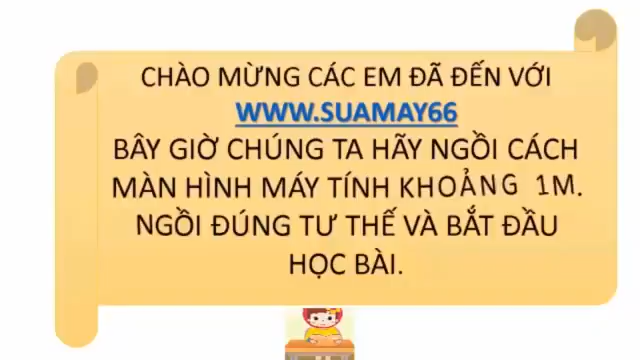 CHÀO MỪNG CÁC EM ĐÃ ĐẾN VỚI
WWW.SUAMAY66
BÂY GIỜ CHÚNG TA HÃY NGỒI CÁCH
MÀN HÌNH MÁY TÍNH KHOẢNG 1M.
NGỒI ĐÚNG TƯ THẾ VÀ BẮT ĐẦU
HỌC BÀI.